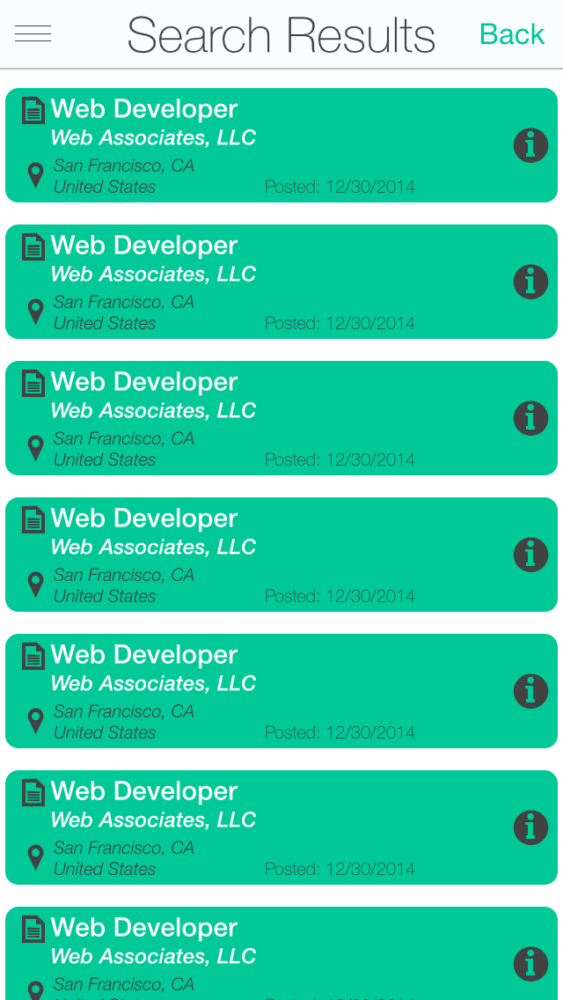 Search Results
Back
Web Developer
Web Associates, LLC
San Francisco, CA
United States Posted: 12/30/2014
Web Developer
Web Associates, LLC
San Francisco, CA
United States Posted: 12/30/2014
Web Developer
Web Associates, LLC
San Francisco, CA
United States Posted: 12/30/2014
Web Developer
Web Associates, LLC
San Francisco, CA
United States Posted: 12/30/2014
Web Developer
Web Associates, LLC
San Francisco, CA
United States Posted: 12/30/2014
Web Developer
Web Associates, LLC
San Francisco, CA
United States Posted: 12/30/2014
Web Developer
Web Associates, LLC
San Francisco, CA